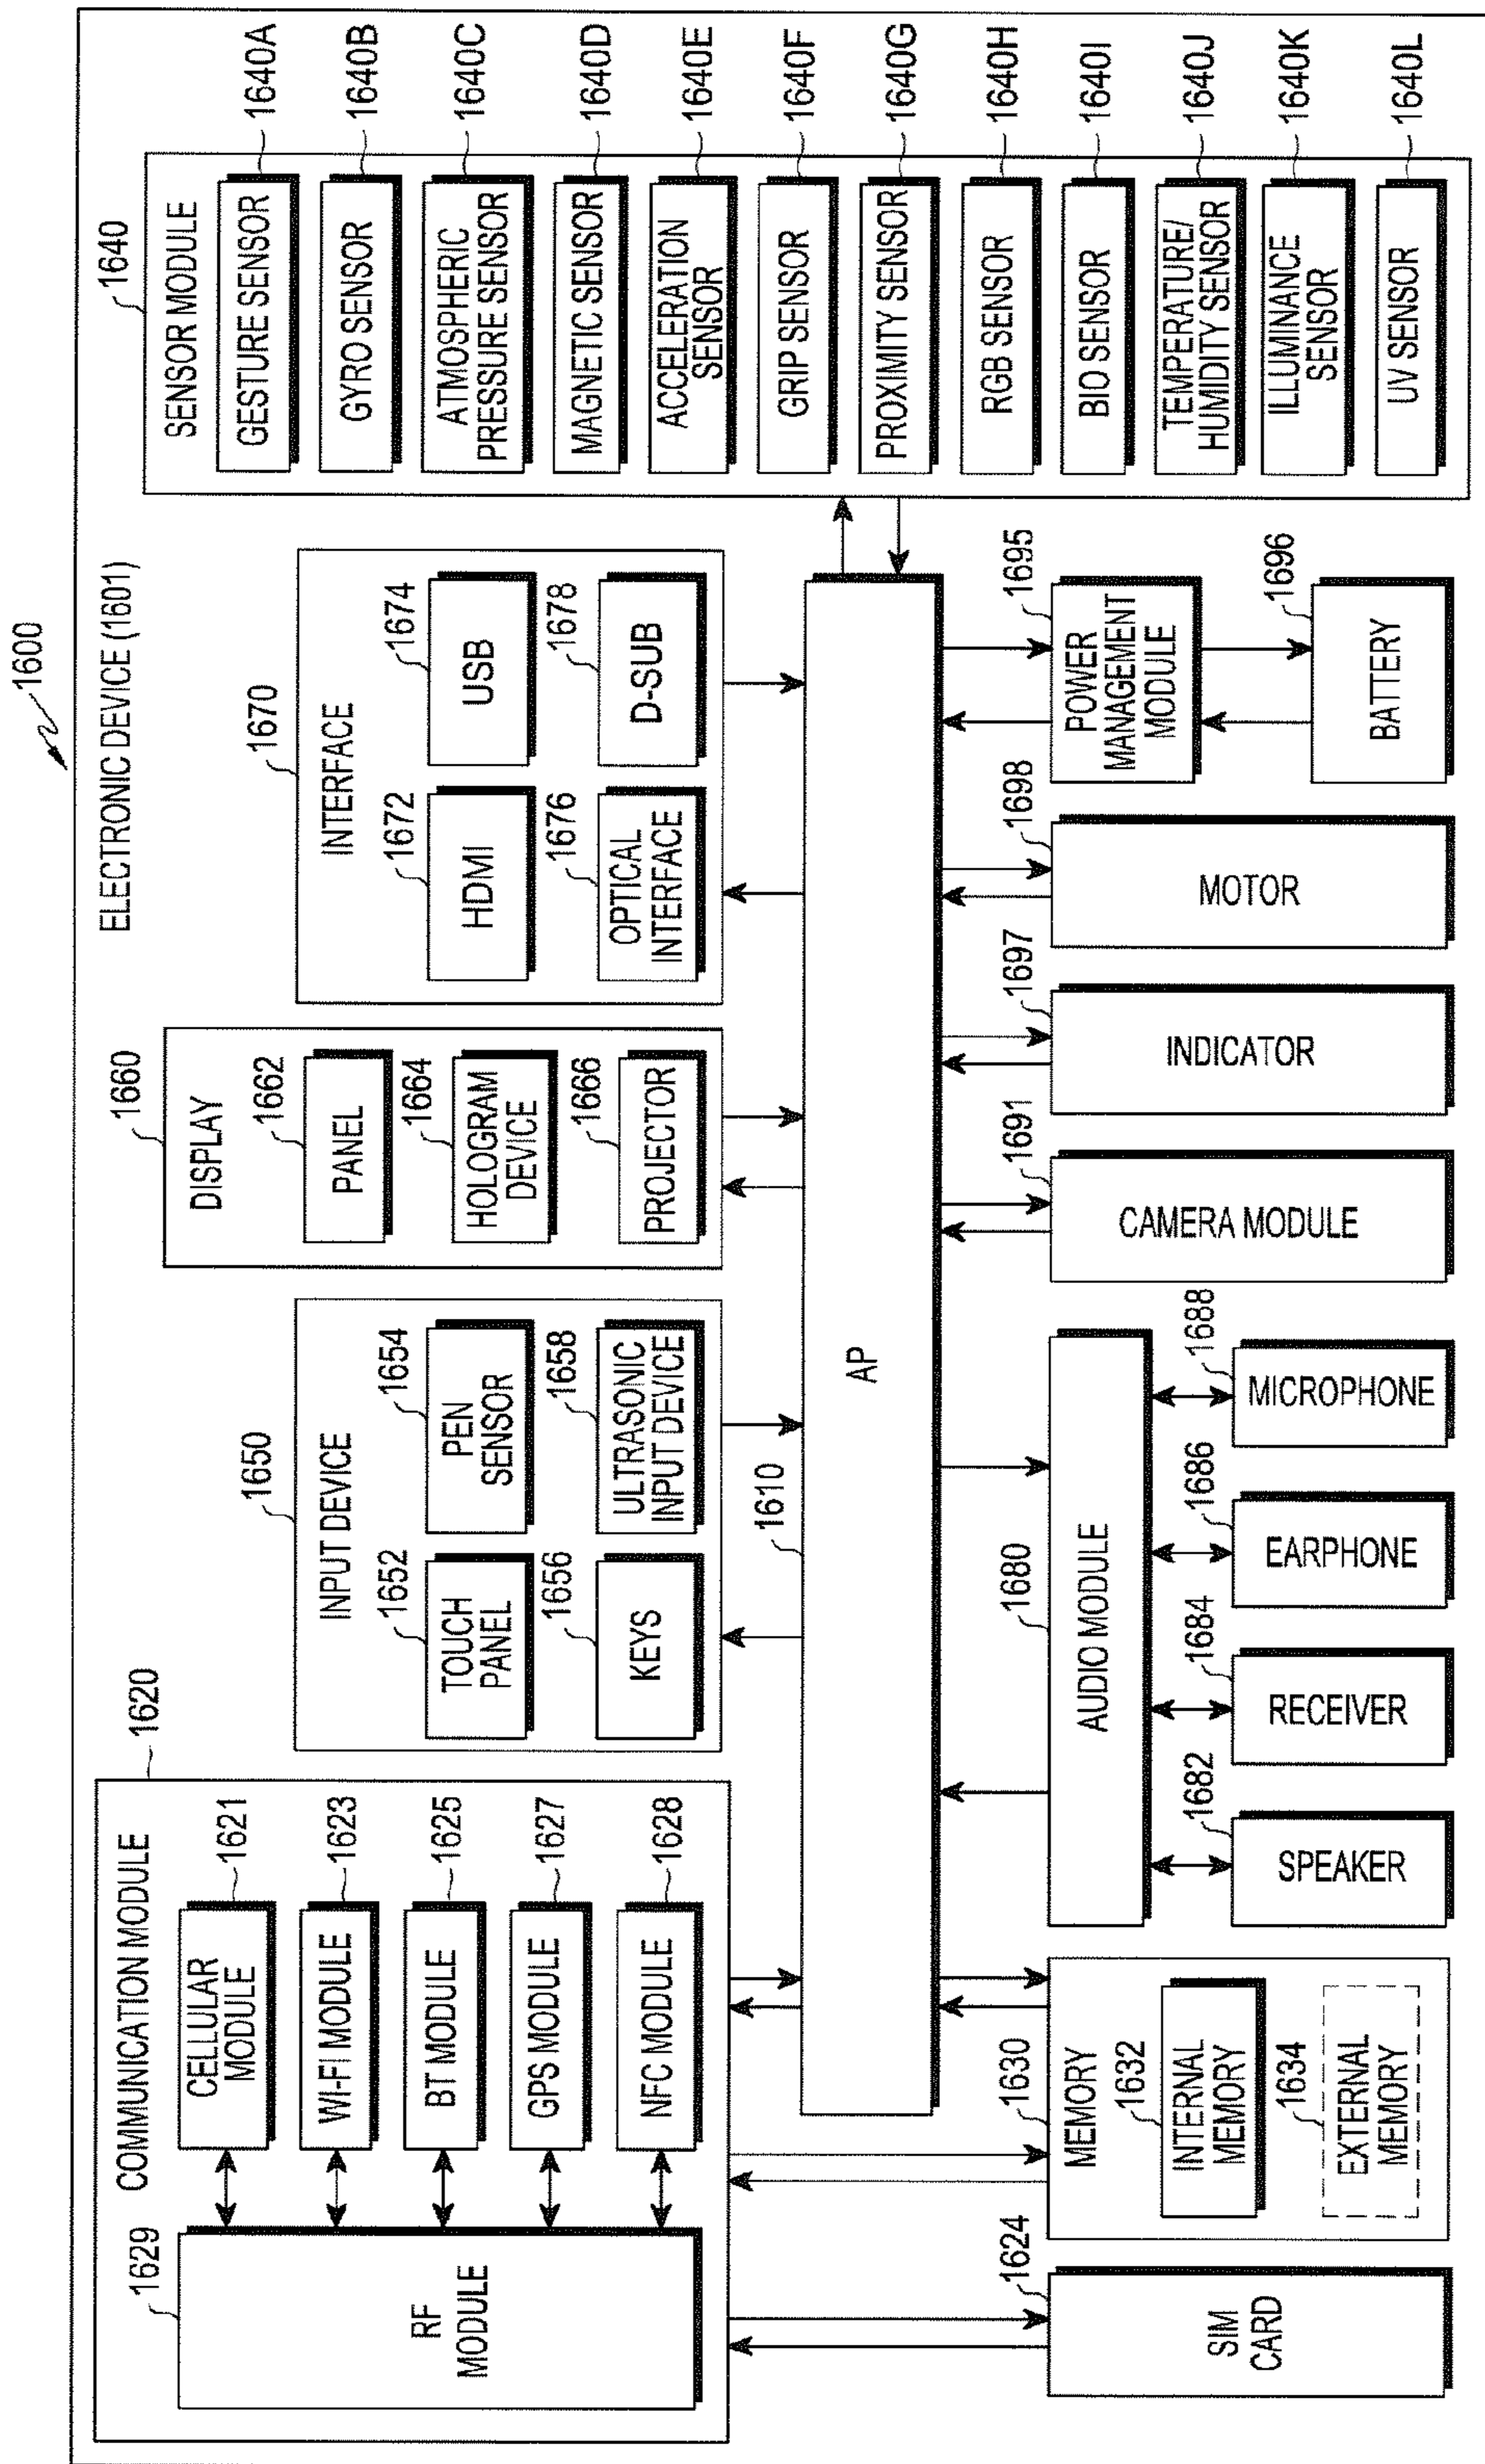 1600
ELECTRONIC DEVICE (1601)
1620
COMMUNICATION MODULE
1629
RF
MODULE
CELLULAR
MODULE
1621
WI-FI MODULE
1623
BT MODULE
1625
GPS MODULE
1627
NFC MODULE
1628
1650
INPUT DEVICE
1652
TOUCH
PANEL
1654
PEN
SENSOR
1656
KEYS
1658
ULTRASONIC
INPUT DEVICE
1660
DISPLAY
1662
PANEL
1664
HOLOGRAM
DEVICE
1666
PROJECTOR
1670
INTERFACE
1672
HDMI
1674
USB
1676
OPTICAL
INTERFACE
1678
D-SUB
1640
SENSOR MODULE
GESTURE SENSOR
1640A
GYRO SENSOR
1640B
ATMOSPHERIC
PRESSURE SENSOR
1640C
MAGNETIC SENSOR
1640D
ACCELERATION
SENSOR
1640E
GRIP SENSOR
1640F
PROXIMITY SENSOR
1640G
RGB SENSOR
1640H
BIO SENSOR
1640I
TEMPERATURE/
HUMIDITY SENSOR
1640J
ILLUMINANCE
SENSOR
1640K
UV SENSOR
1640L
1610
AP
1624
SIM
CARD
1630
MEMORY
1632
INTERNAL
MEMORY
1634
EXTERNAL
MEMORY
1680
AUDIO MODULE
1682
SPEAKER
1684
RECEIVER
1686
EARPHONE
1688
MICROPHONE
1691
CAMERA MODULE
1697
INDICATOR
1698
MOTOR
1695
POWER
MANAGEMENT
MODULE
1696
BATTERY